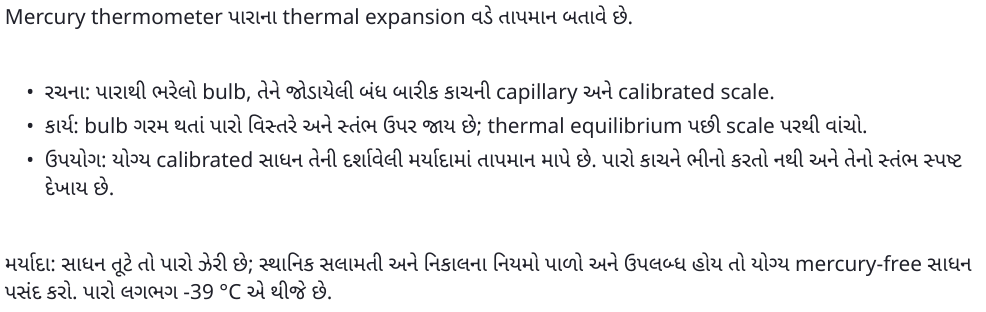 Mercury thermometer પારાના thermal expansion વડે તાપમાન બતાવે છે.
• રચના: પારાથી ભરેલો bulb, તેને જોડાયેલી બંધ બારીક કાચની capillary અને calibrated scale.
• કાર્ય: bulb ગરમ થતાં પારો વિસ્તરે અને સ્તંભ ઉપર જાય છે; thermal equilibrium પછી scale પરથી વાંચો.
• ઉપયોગ: યોગ્ય calibrated સાધન તેની દર્શાવેલી મર્યાદામાં તાપમાન માપે છે. પારો કાચને ભીનો કરતો નથી અને તેનો સ્તંભ સ્પષ્ટ
દેખાય છે.
મર્યાદા: સાધન તૂટે તો પારો ઝેરી છે; સ્થાનિક સલામતી અને નિકાલના નિયમો પાળો અને ઉપલબ્ધ હોય તો યોગ્ય mercury-free સાધન
પસંદ કરો. પારો લગભગ -39 °C એ થીજે છે.